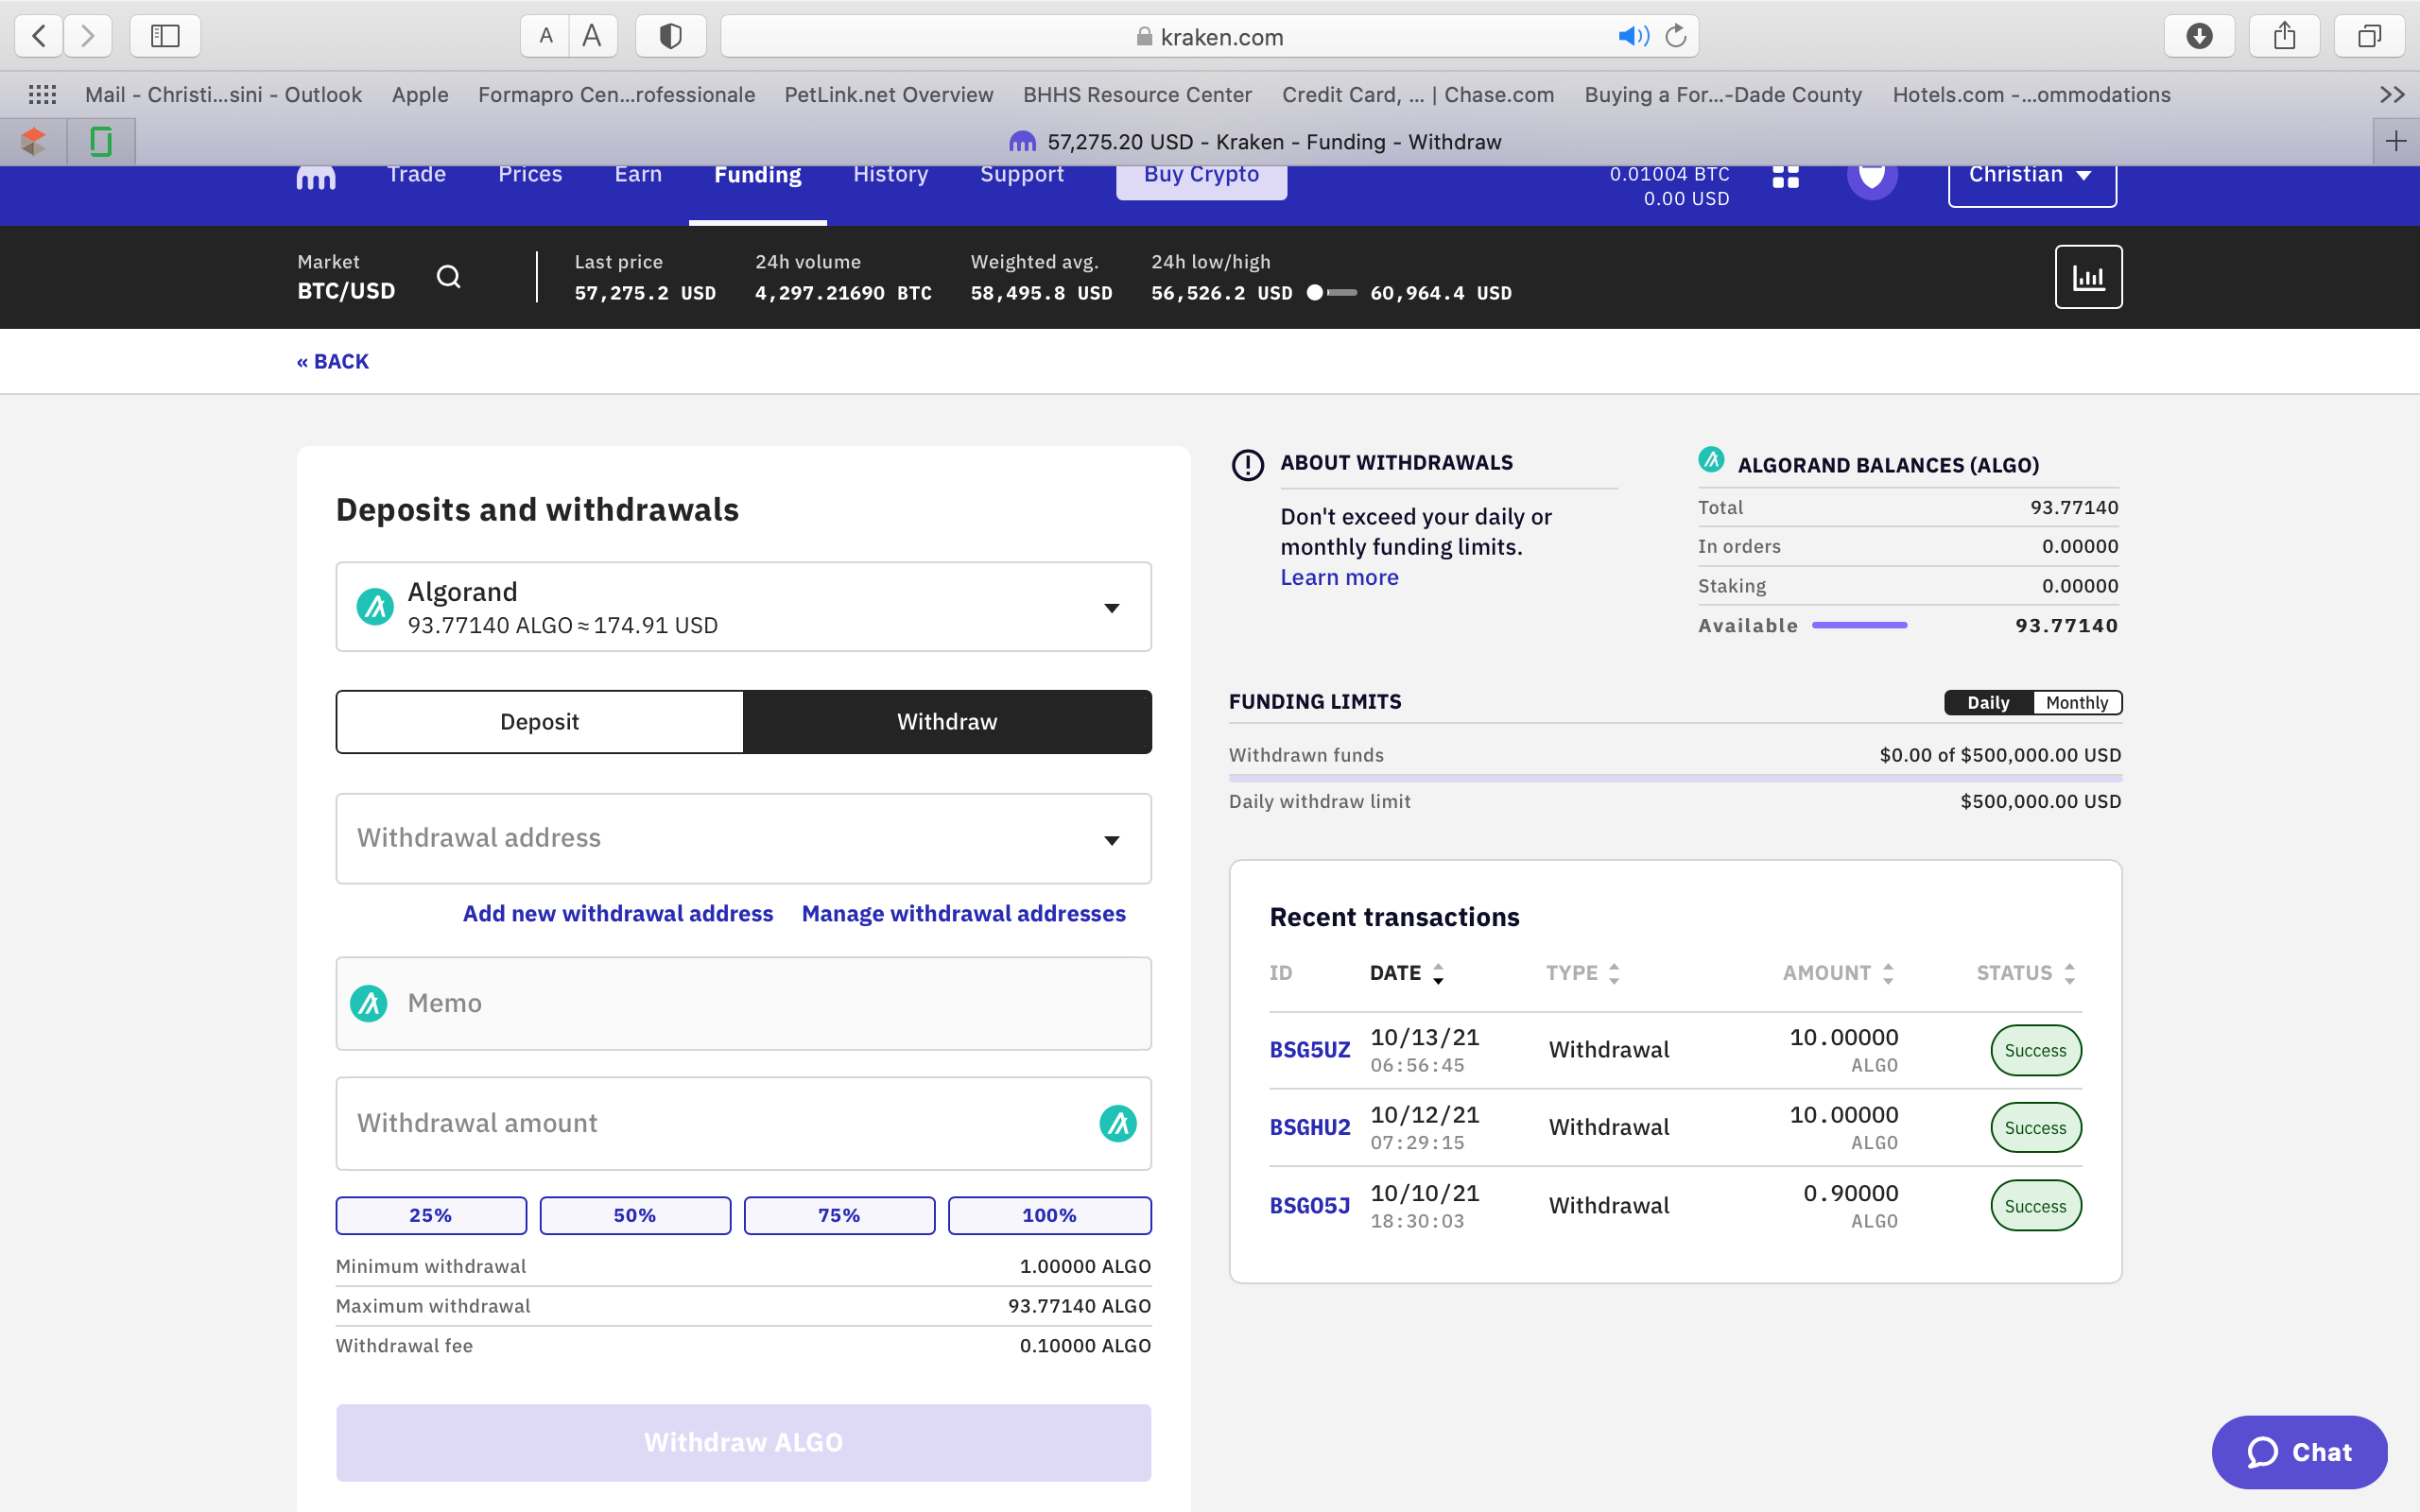 A A kraken.com
Mail - Christi...sini - Outlook Apple Formapro Cen...rofessionale PetLink.net Overview BHHS Resource Center Credit Card, ... | Chase.com Buying a For...-Dade County Hotels.com -...ommodations
57,275.20 USD - Kraken - Funding - Withdraw
Trade Prices Earn Funding History Support Buy Crypto 0.01004 BTC Christian
0.00 USD
Market Last price 24h volume Weighted avg. 24h low/high
BTC/USD 57,275.2 USD 4,297.21690 BTC 58,495.8 USD 56,526.2 USD 60,964.4 USD
« BACK
Deposits and withdrawals
Algorand
93.77140 ALGO ≈ 174.91 USD
Deposit Withdraw
Withdrawal address
Add new withdrawal address Manage withdrawal addresses
Memo
Withdrawal amount
25% 50% 75% 100%
Minimum withdrawal 1.00000 ALGO
Maximum withdrawal 93.77140 ALGO
Withdrawal fee 0.10000 ALGO
Withdraw ALGO
ABOUT WITHDRAWALS
Don't exceed your daily or
monthly funding limits.
Learn more
ALGORAND BALANCES (ALGO)
Total 93.77140
In orders 0.00000
Staking 0.00000
Available 93.77140
FUNDING LIMITS Daily Monthly
Withdrawn funds $0.00 of $500,000.00 USD
Daily withdraw limit $500,000.00 USD
Recent transactions
ID DATE TYPE AMOUNT STATUS
BSG5UZ 10/13/21 Withdrawal 10.00000 Success
06:56:45 ALGO
BSGHU2 10/12/21 Withdrawal 10.00000 Success
07:29:15 ALGO
BSGO5J 10/10/21 Withdrawal 0.90000 Success
18:30:03 ALGO
Chat